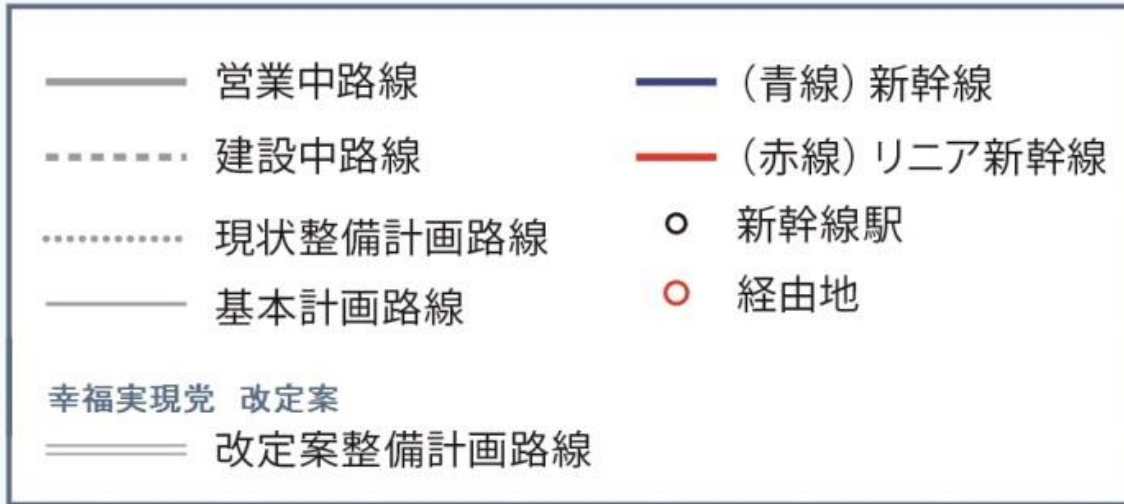 営業中路線
建設中路線
現状整備計画路線
基本計画路線
幸福実現党 改定案
改定案整備計画路線
(青線) 新幹線
(赤線) リニア新幹線
新幹線駅
経由地